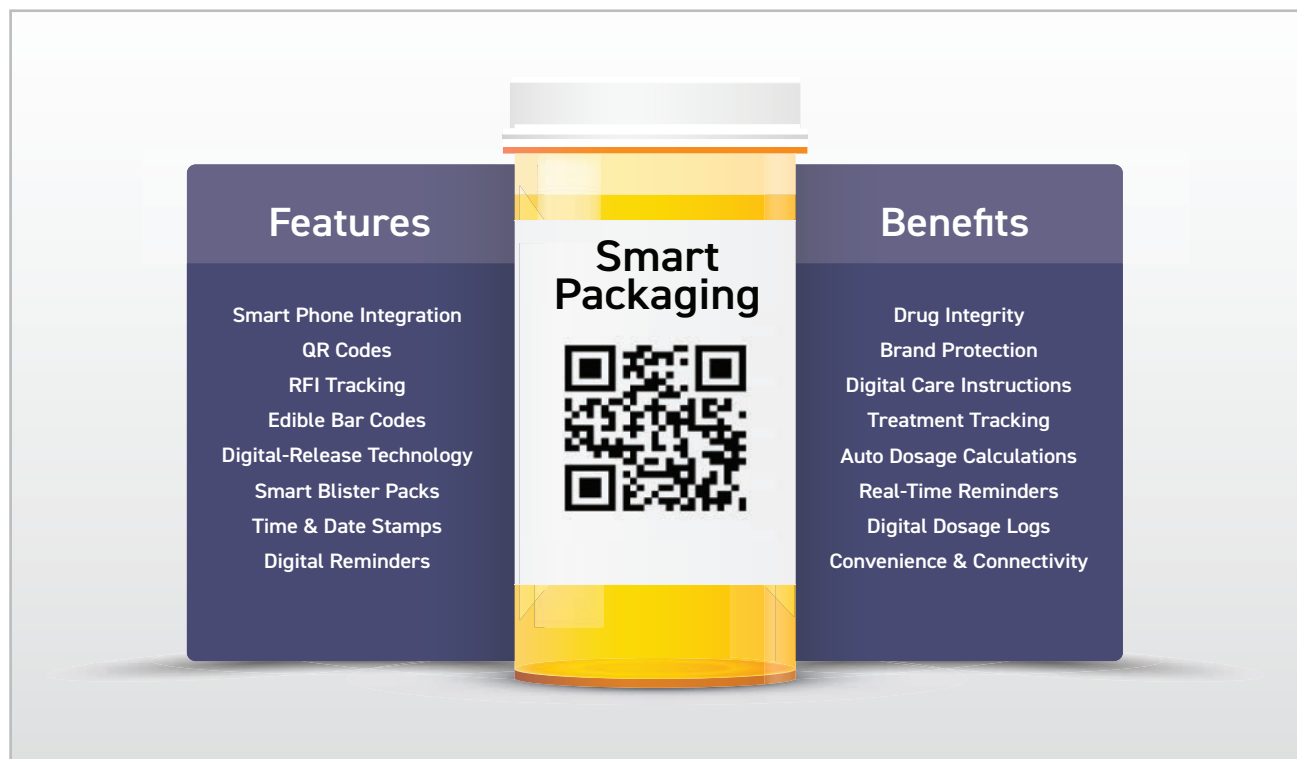 Features
Smart Phone Integration
QR Codes
RFI Tracking
Edible Bar Codes
Digital-Release Technology
Smart Blister Packs
Time & Date Stamps
Digital Reminders
Smart
Packaging
Benefits
Drug Integrity
Brand Protection
Digital Care Instructions
Treatment Tracking
Auto Dosage Calculations
Real-Time Reminders
Digital Dosage Logs
Convenience & Connectivity